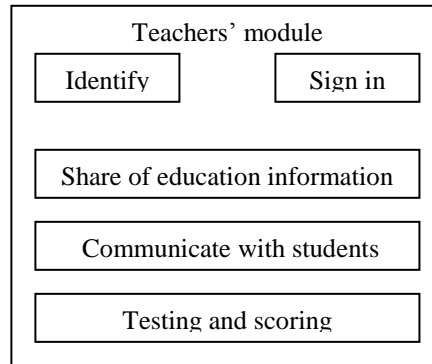 Teachers’ module
Identify
Sign in
Share of education information
Communicate with students
Testing and scoring